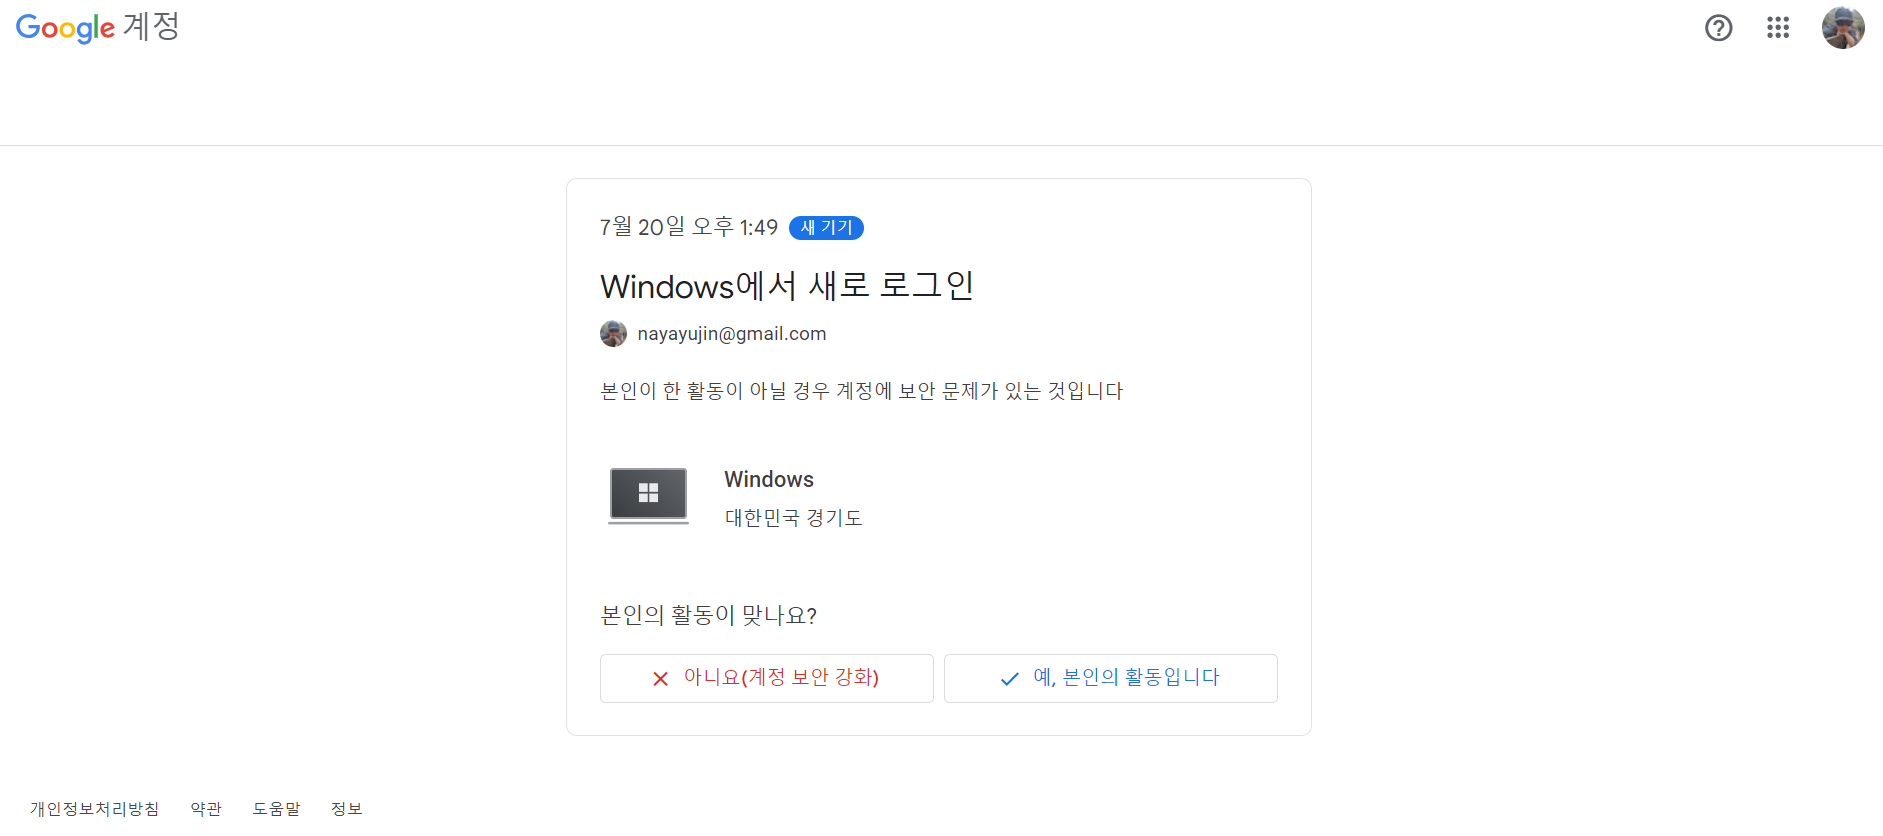 Google 계정
7월 20일 오후 1:49 새 기기
Windows에서 새로 로그인
nayayujin@gmail.com
본인이 한 활동이 아닐 경우 계정에 보안 문제가 있는 것입니다
Windows
대한민국 경기도
본인의 활동이 맞나요?
아니요(계정 보안 강화) 예, 본인의 활동입니다
개인정보처리방침 약관 도움말 정보